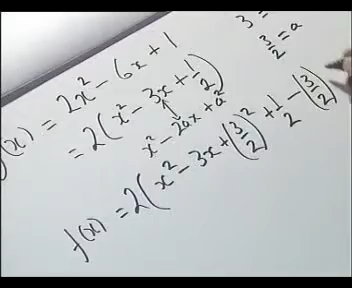 f(x) = 2x² - 6x + 1
= 2(x² - 3x + 1/2)
x² - 2ax + a²
3 =
3/2 = a
f(x) = 2(x² - 3x + (3/2)² + 1/2 - (3/2)